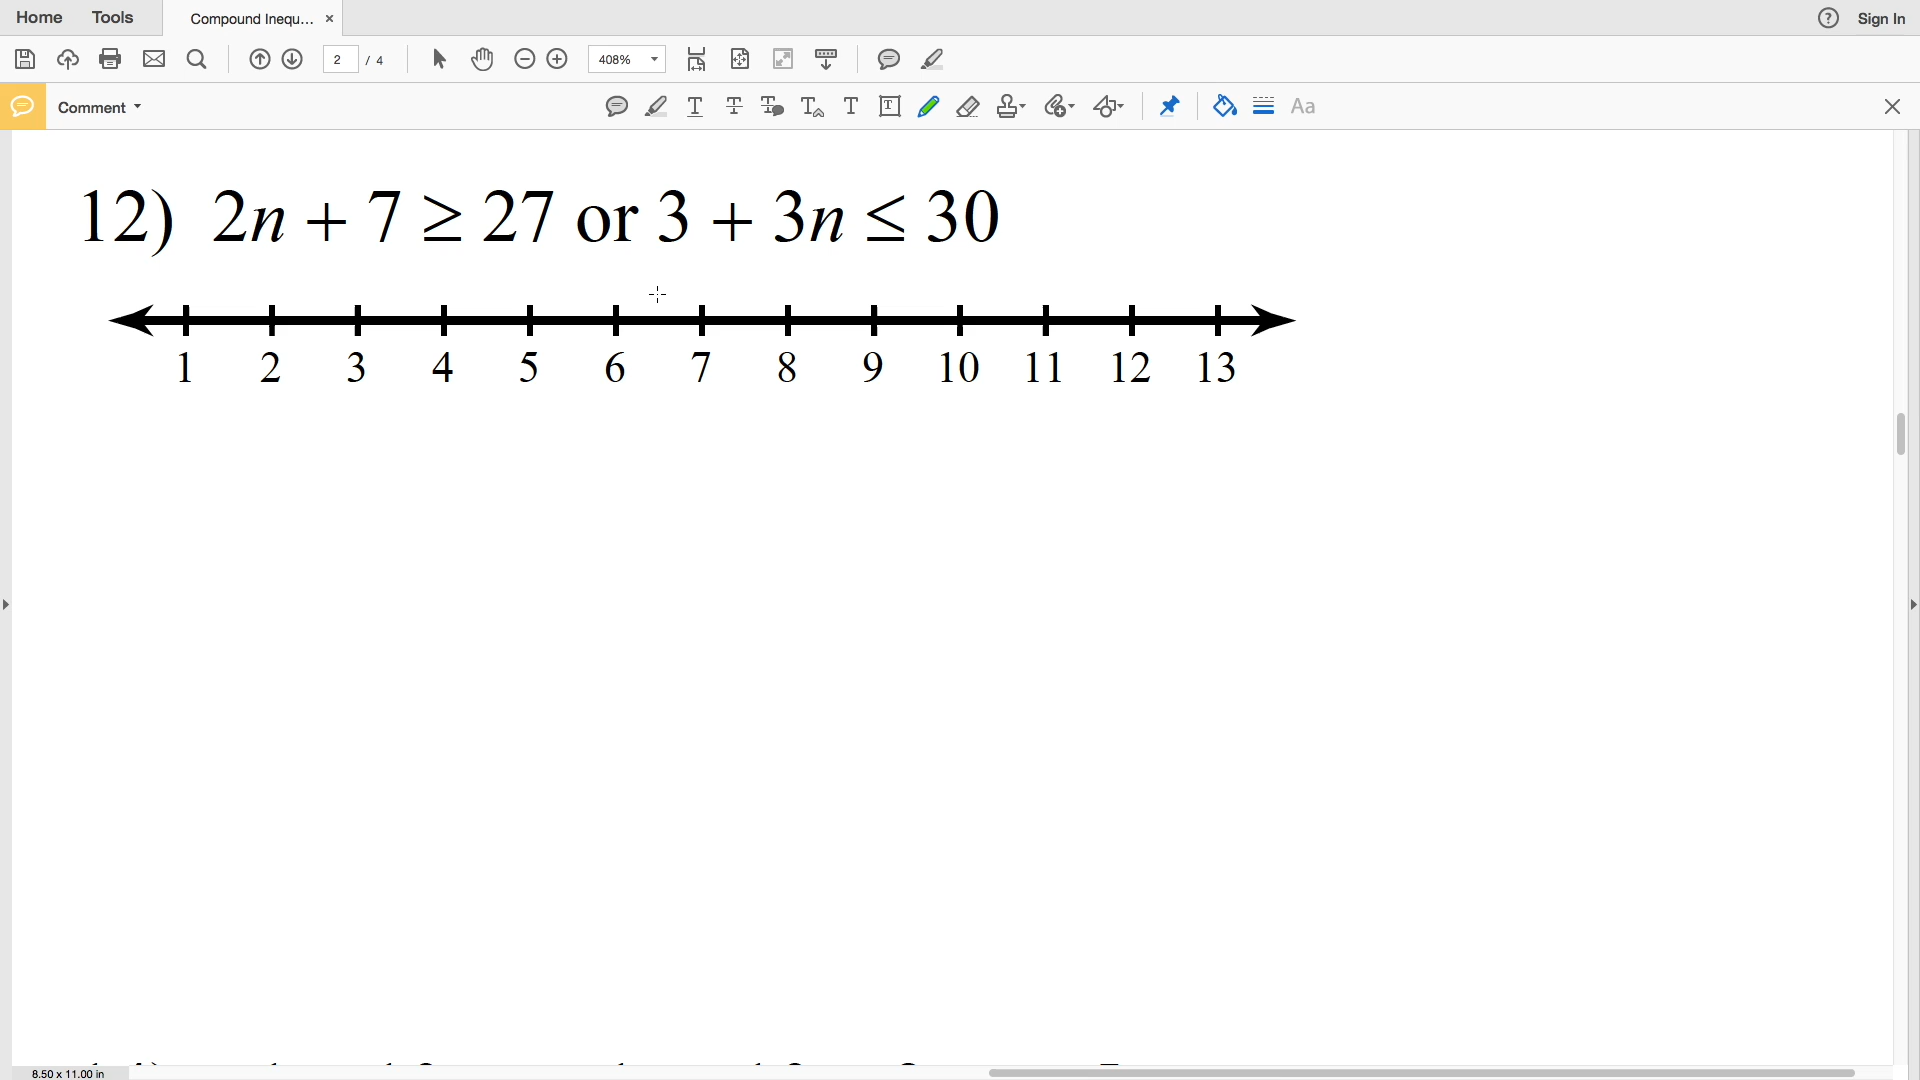 Home Tools Compound Inequ... ×
? Sign In
2 / 4 408%
Comment
T T T T T T Aa
12) 2n + 7 ≥ 27 or 3 + 3n ≤ 30
1 2 3 4 5 6 7 8 9 10 11 12 13
8.50 x 11.00 in